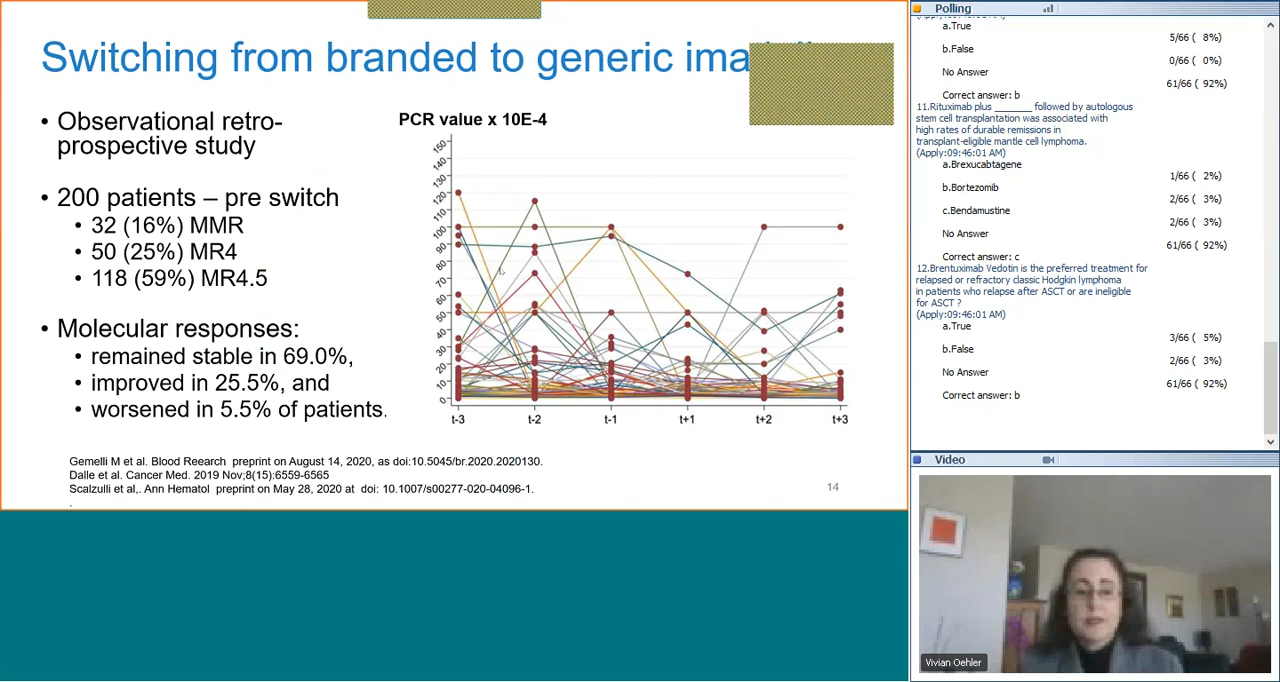 Switching from branded to generic ima
• Observational retro-
prospective study
• 200 patients – pre switch
• 32 (16%) MMR
• 50 (25%) MR4
• 118 (59%) MR4.5
• Molecular responses:
• remained stable in 69.0%,
• improved in 25.5%, and
• worsened in 5.5% of patients.
PCR value x 10E-4
150
140
130
120
110
100
90
80
70
60
50
40
30
20
10
0
t-3 t-2 t-1 t+1 t+2 t+3
Gemelli M et al. Blood Reearch preprint on August 14, 2020, as doi:10.5045/br.2020.2020130.
Dalle et al. Cancer Med. 2019 Nov;8(15):6559-6565
Scalzulli et al,. Ann Hematol preprint on May 28, 2020 at doi: 10.1007/s00277-020-04096-1.
.
14
Polling
a.True
5/66 ( 8%)
b.False
0/66 ( 0%)
No Answer
61/66 ( 92%)
Correct answer: b
11.Rituximab plus _______ followed by autologous
stem cell transplantation was associated with
high rates of durable remissions in
transplant-eligible mantle cell lymphoma.
(Apply:09:46:01 AM)
a.Brexucabtagene
1/66 ( 2%)
b.Bortezomib
2/66 ( 3%)
c.Bendamustine
2/66 ( 3%)
No Answer
61/66 ( 92%)
Correct answer: c
12.Brentuximab Vedotin is the preferred treatment for
relapsed or refractory classic Hodgkin lymphoma
in patients who relapse after ASCT or are ineligible
for ASCT ?
(Apply:09:46:01 AM)
a.True
3/66 ( 5%)
b.False
2/66 ( 3%)
No Answer
61/66 ( 92%)
Correct answer: b
Video
Vivian Oehler